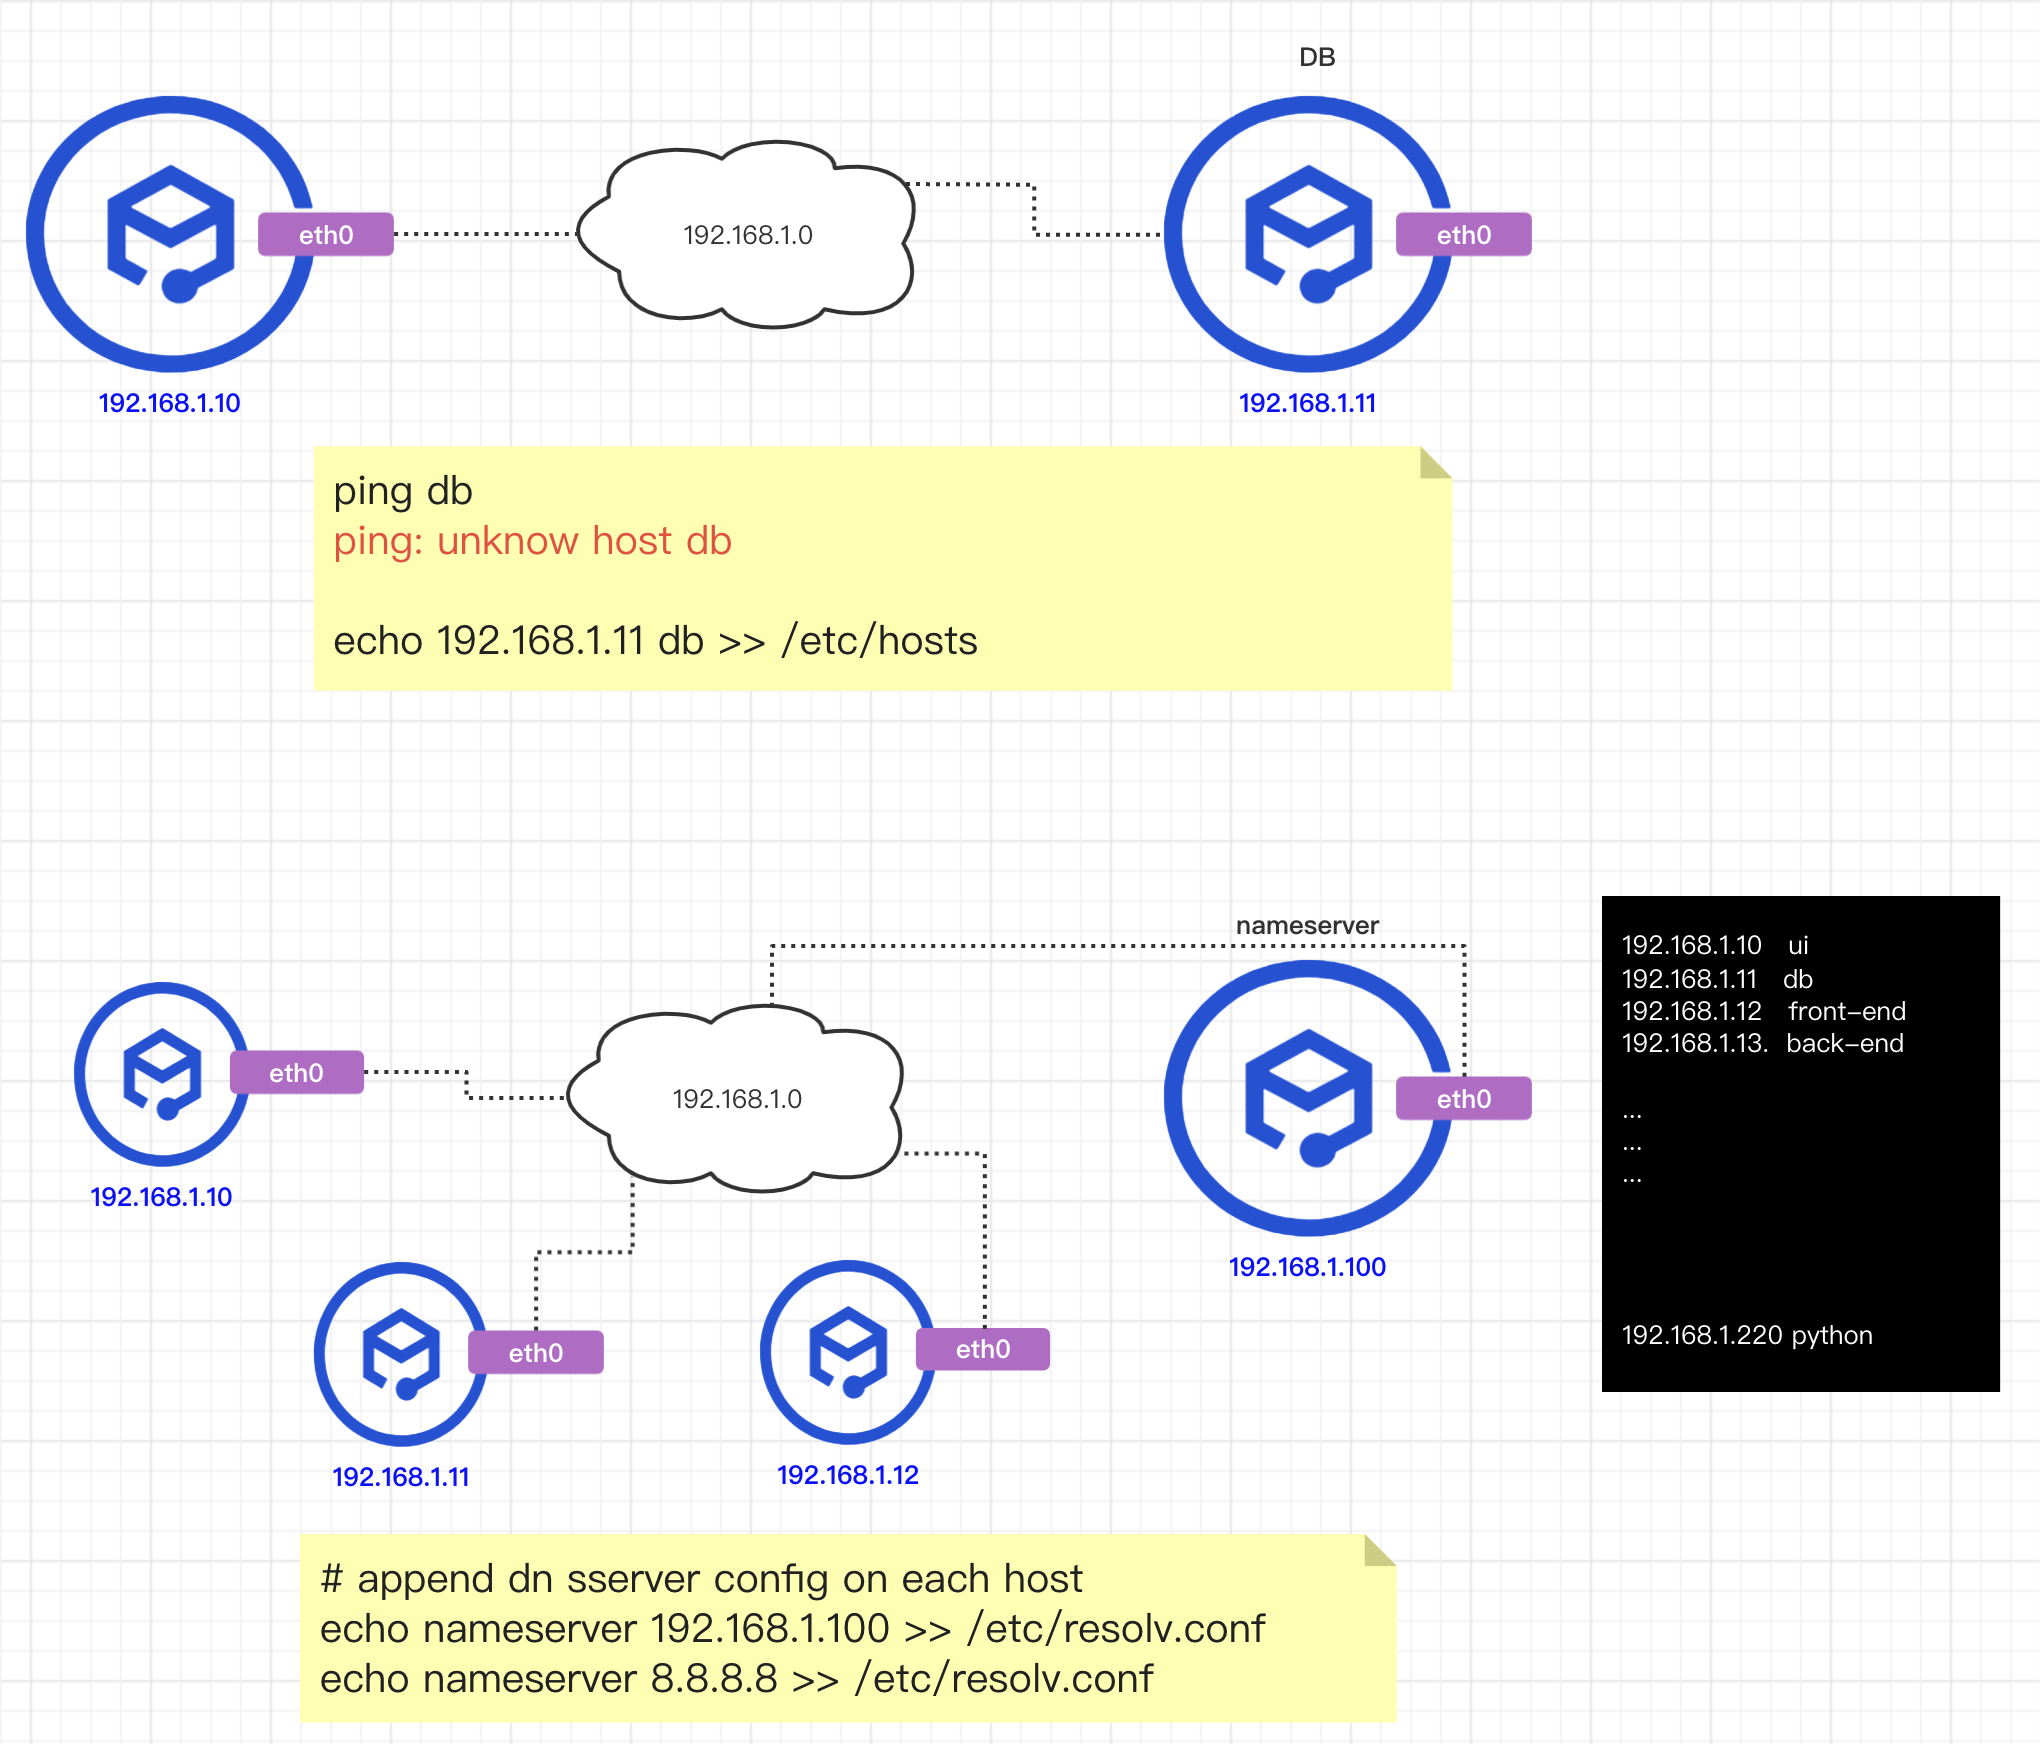 DB
eth0
192.168.1.0
eth0
192.168.1.10
192.168.1.11
ping db
ping: unknow host db
echo 192.168.1.11 db >> /etc/hosts
nameserver
eth0
192.168.1.0
eth0
192.168.1.10
192.168.1.100
eth0
eth0
192.168.1.11
192.168.1.12
192.168.1.10 ui
192.168.1.11 db
192.168.1.12 front-end
192.168.1.13. back-end
...
...
...
192.168.1.220 python
# append dn sserver config on each host
echo nameserver 192.168.1.100 >> /etc/resolv.conf
echo nameserver 8.8.8.8 >> /etc/resolv.conf